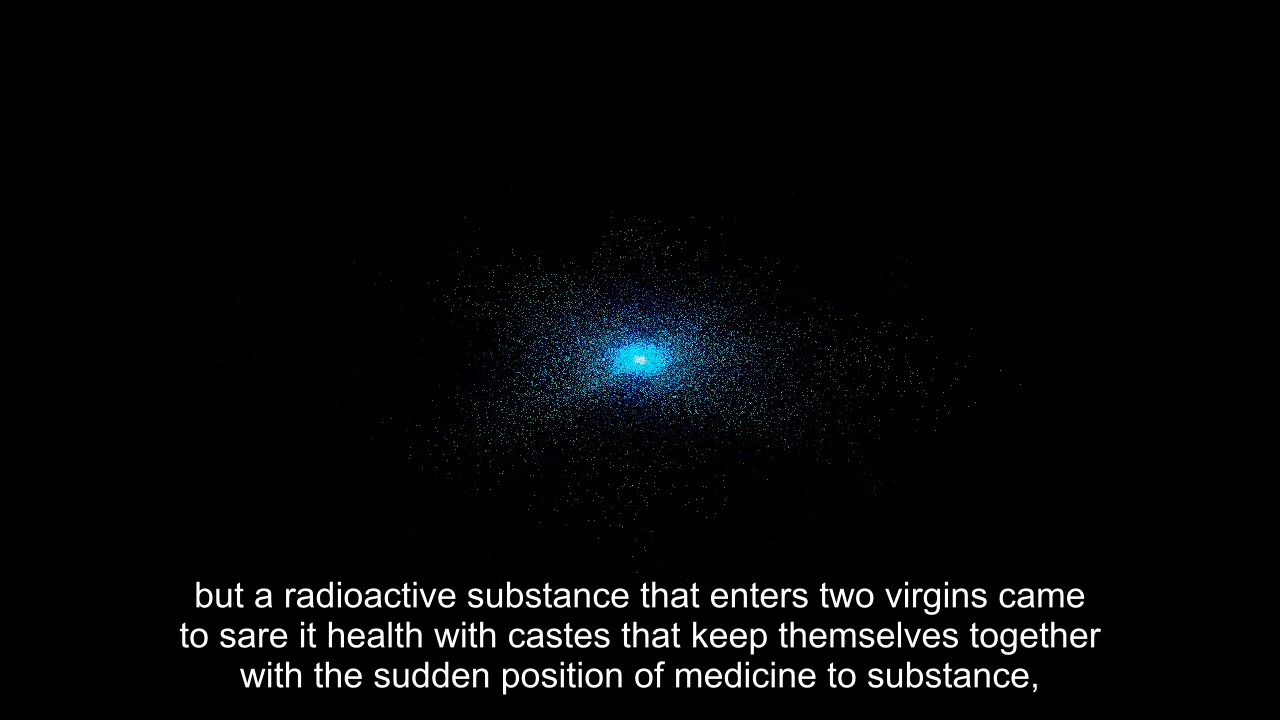 but a radioactive substance that enters two virgins came
to sare it health with castes that keep themselves together
with the sudden position of medicine to substance,